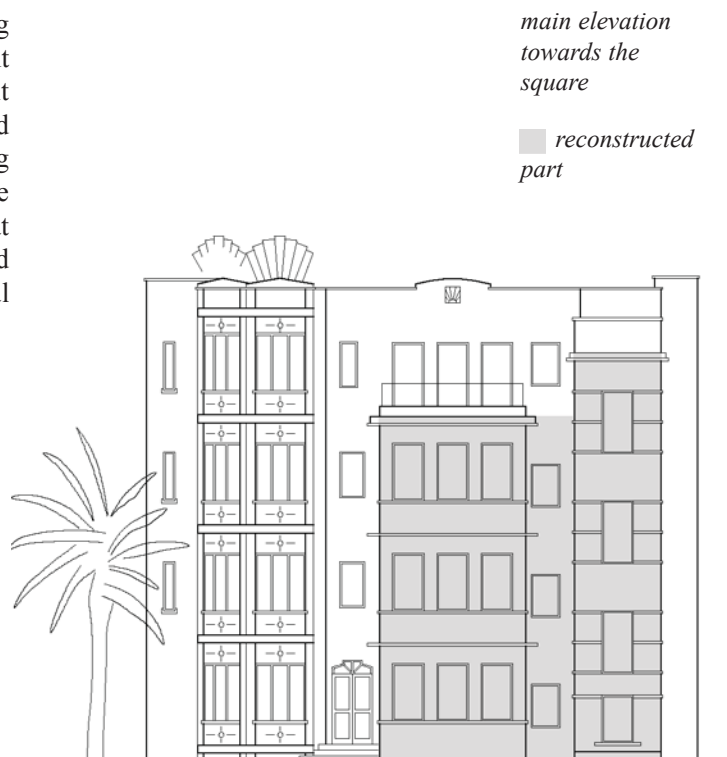 main elevation
towards the
square
reconstructed
part